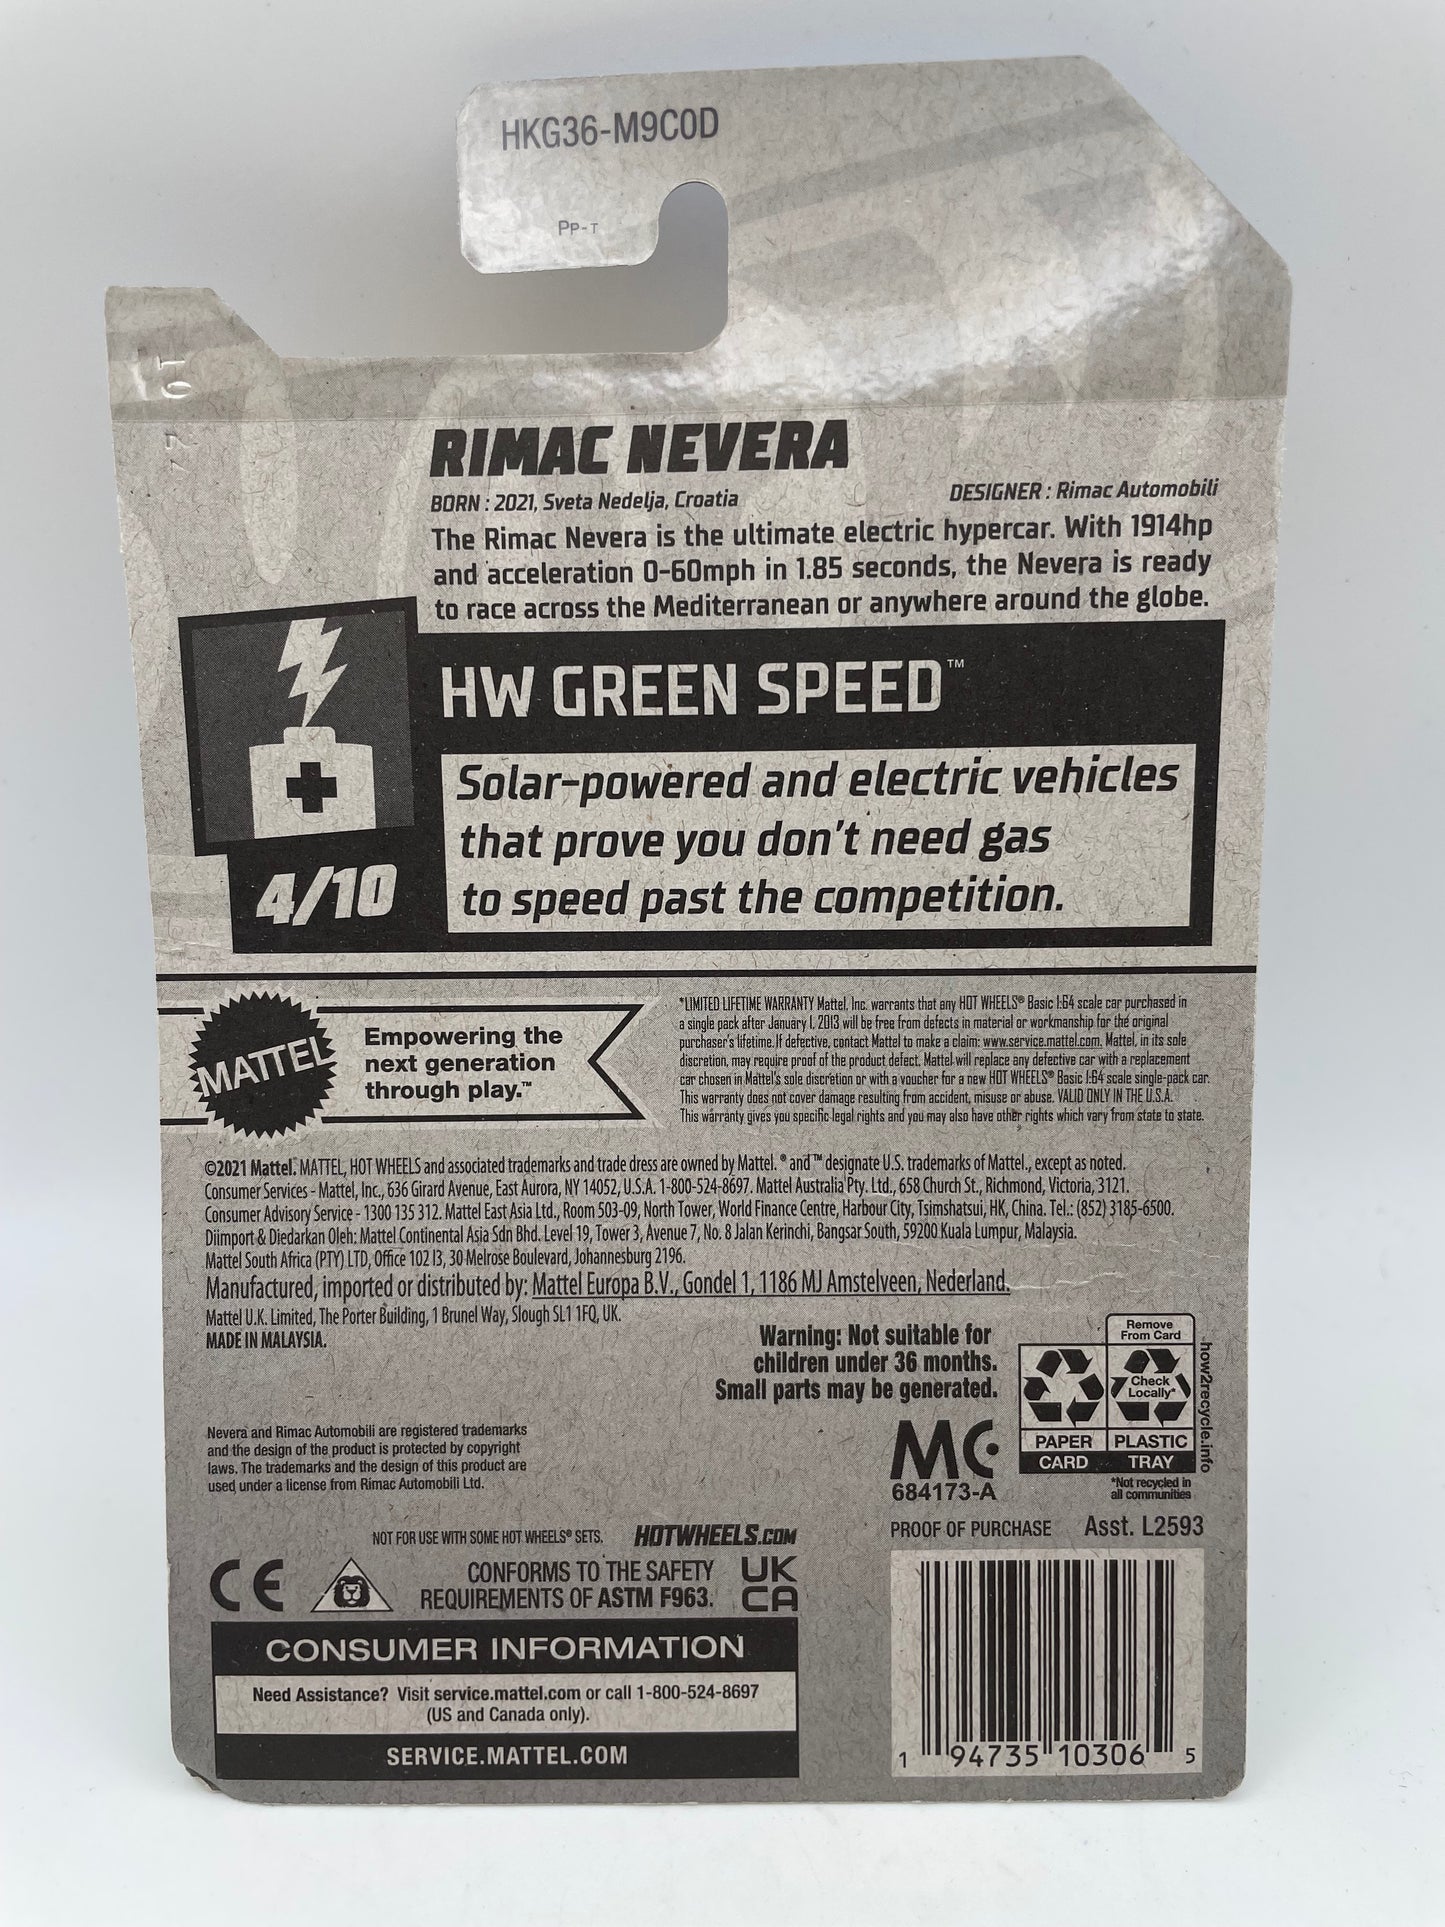 HKG36-M9C0D
PP-T
RIMAC NEVERA
BORN : 2021, Sveta Nedelja, Croatia
DESIGNER : Rimac Automobili
The Rimac Nevera is the ultimate electric hypercar. With 1914hp
and acceleration 0-60mph in 1.85 seconds, the Nevera is ready
to race across the Mediterranean or anywhere around the globe.
HW GREEN SPEED™
Solar-powered and electric vehicles
that prove you don't need gas
to speed past the competition.
4/10
MATTEL
Empowering the
next generation
through play.™
*LIMITED LIFETIME WARRANTY Mattel, Inc. warrants that any HOT WHEELS® Basic 1:64 scale car purchased in
a single pack after January 1, 2013 will be free from defects in material or workmanship for the original
purchaser's lifetime. If defective, contact Mattel to make a claim: www.service.mattel.com. Mattel, in its sole
discretion, may require proof of the product defect. Mattel will replace any defective car with a replacement
car chosen in Mattel's sole discretion or with a voucher for a new HOT WHEELS® Basic 1:64 scale single-pack car.
This warranty does not cover damage resulting from accident, misuse or abuse. VALID ONLY IN THE U.S.A.
This warranty gives you specific legal rights and you may also have other rights which vary from state to state.
©2021 Mattel. MATTEL, HOT WHEELS and associated trademarks and trade dress are owned by Mattel. ® and ™ designate U.S. trademarks of Mattel., except as noted.
Consumer Services - Mattel, Inc., 636 Girard Avenue, East Aurora, NY 14052, U.S.A. 1-800-524-8697. Mattel Australia Pty. Ltd., 658 Church St., Richmond, Victoria, 3121.
Consumer Advisory Service - 1300 135 312. Mattel East Asia Ltd., Room 503-09, North Tower, World Finance Centre, Harbour City, Tsimshatsui, HK, China. Tel.: (852) 3185-6500.
Diimport & Diedarkan Oleh: Mattel Continental Asia Sdn Bhd. Level 19, Tower 3, Avenue 7, No. 8 Jalan Kerinchi, Bangsar South, 59200 Kuala Lumpur, Malaysia.
Mattel South Africa (PTY) LTD, Office 102 I3, 30 Melrose Boulevard, Johannesburg 2196.
Manufactured, imported or distributed by: Mattel Europa B.V., Gondel 1, 1186 MJ Amstelveen, Nederland.
Mattel U.K. Limited, The Porter Building, 1 Brunel Way, Slough SL1 1FQ, UK.
MADE IN MALAYSIA.
Warning: Not suitable for
children under 36 months.
Small parts may be generated.
Remove
From Card
Check
Locally*
PAPER
PLASTIC
CARD
TRAY
*Not recycled in
all communities
how2recycle.info
Nevera and Rimac Automobili are registered trademarks
and the design of the product is protected by copyright
laws. The trademarks and the design of this product are
used under a license from Rimac Automobili Ltd.
MC
684173-A
NOT FOR USE WITH SOME HOT WHEELS® SETS.
HOTWHEELS.COM
PROOF OF PURCHASE
Asst. L2593
CE
CONFORMS TO THE SAFETY
REQUIREMENTS OF ASTM F963.
UK
CA
CONSUMER INFORMATION
Need Assistance? Visit service.mattel.com or call 1-800-524-8697
(US and Canada only).
SERVICE.MATTEL.COM
1 94735 10306 5